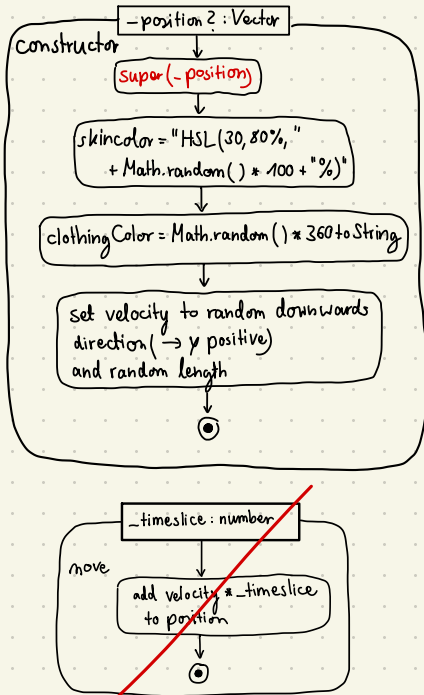 _position? : Vector
constructor
super(_position)
skincolor = "HSL(30, 80%, "
+ Math.random() * 100 + "%)"
clothingColor = Math.random() * 360 toString
set velocity to random downwards
direction (→ y positive)
and random length
_timeslice : number
move
add velocity * _timeslice
to position